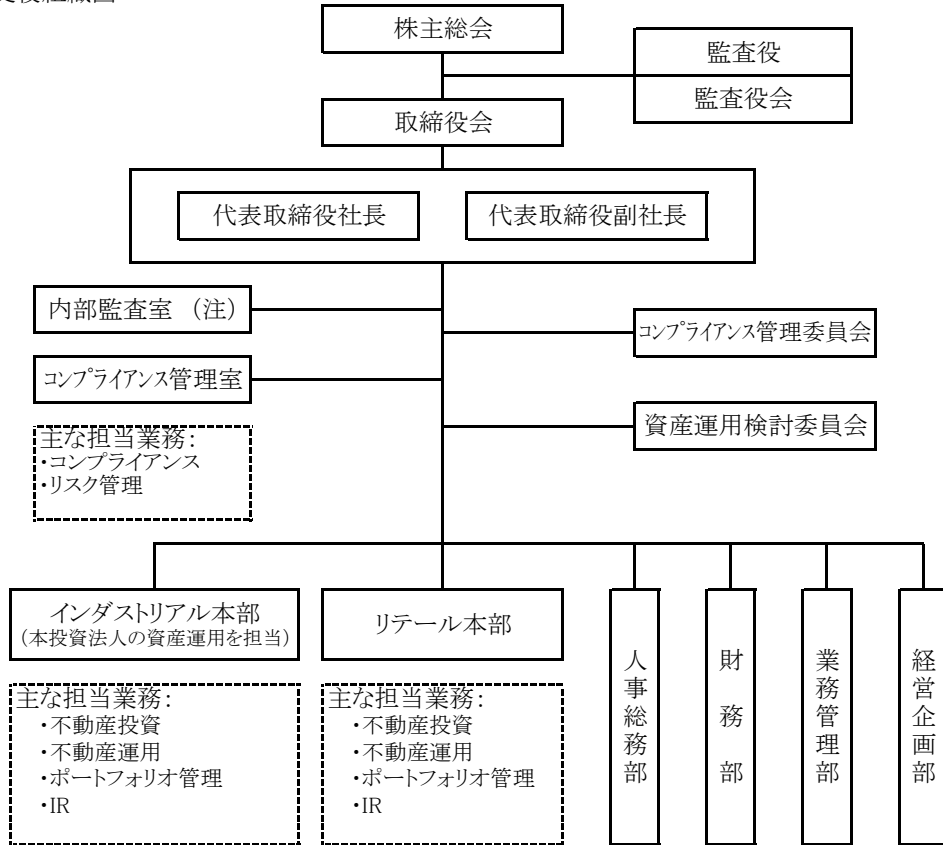 株主総会
監査役
監査役会
取締役会
代表取締役社長
代表取締役副社長
内部監査室 (注)
コンプライアンス管理委員会
コンプライアンス管理室
資産運用検討委員会
主な担当業務:
・コンプライアンス
・リスク管理
インダストリアル本部
(本投資法人の資産運用を担当)
リテール本部
人事総務部
財務部
業務管理部
経営企画部
主な担当業務:
・不動産投資
・不動産運用
・ポートフォリオ管理
・IR
主な担当業務:
・不動産投資
・不動産運用
・ポートフォリオ管理
・IR